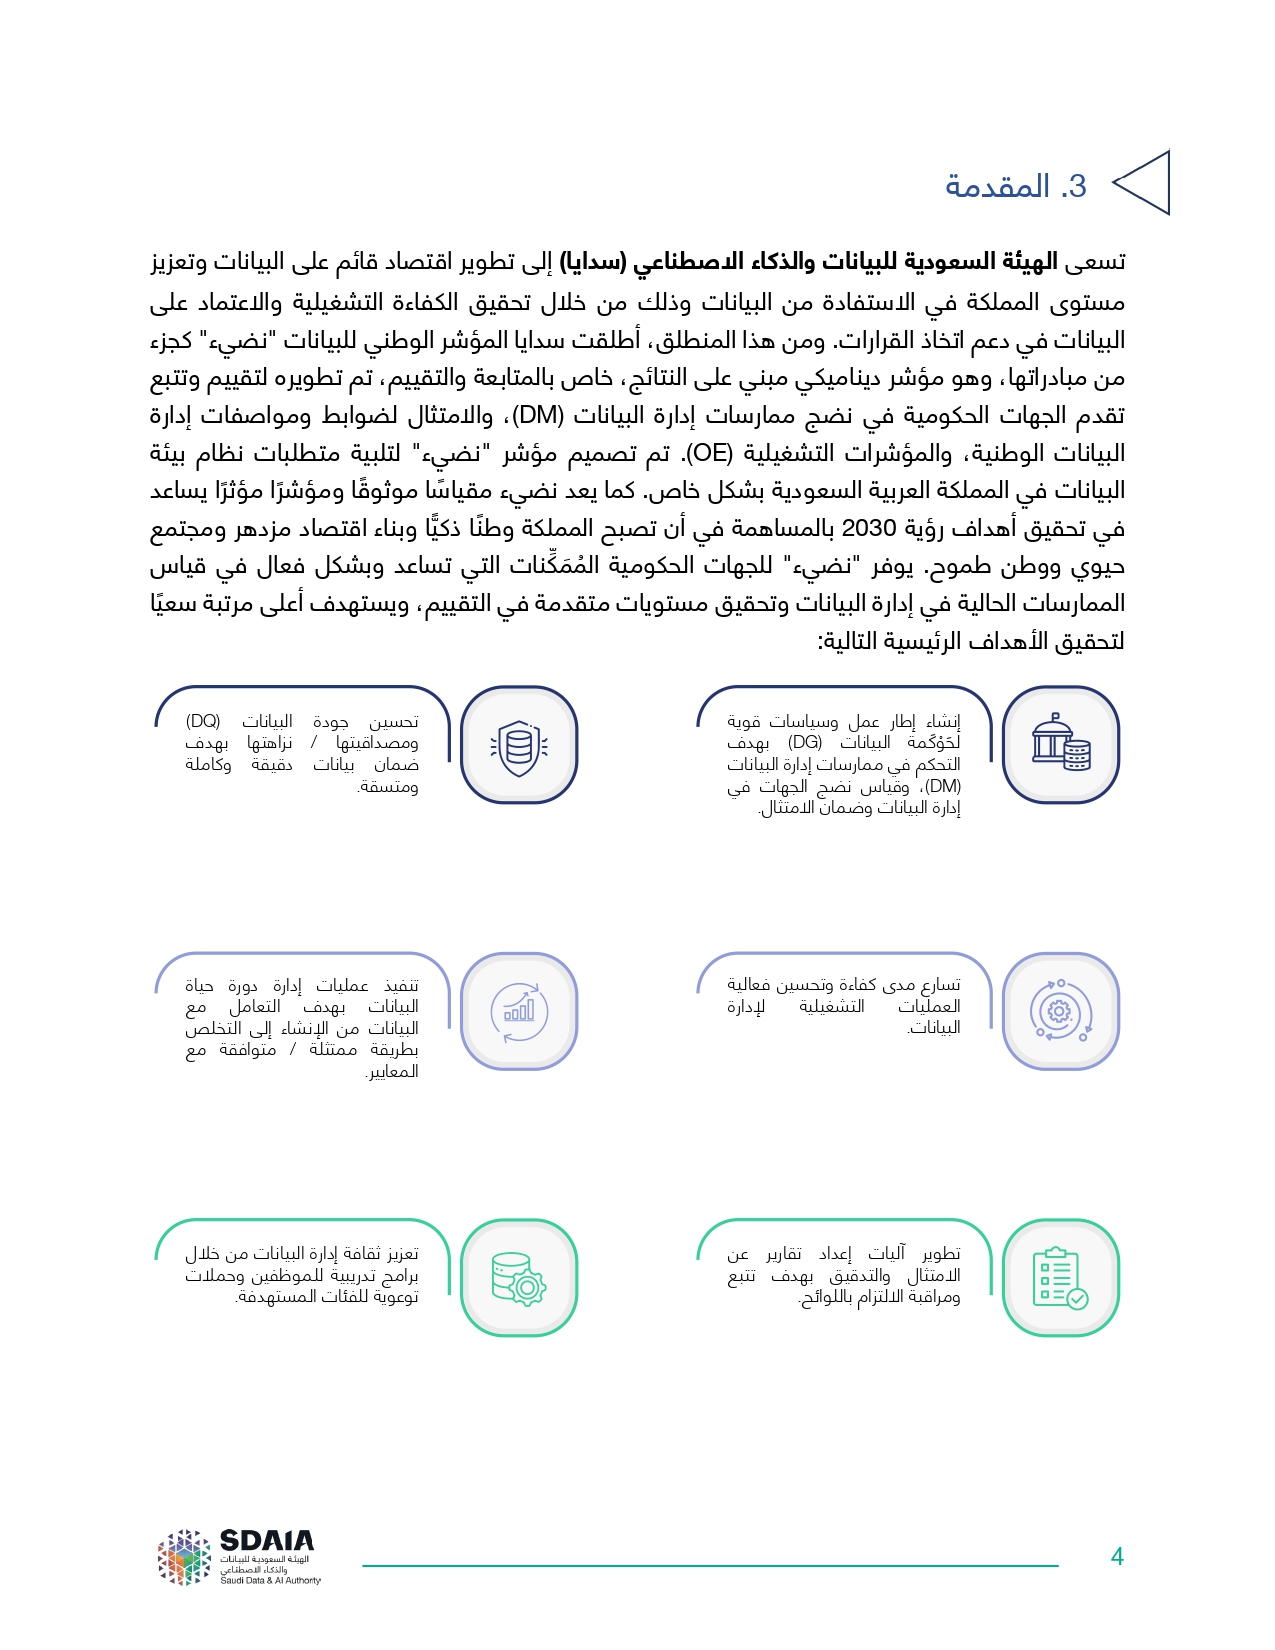 3. المقدمة
تسعى الهيئة السعودية للبيانات والذكاء الاصطناعي (سدايا) إلى تطوير اقتصاد قائم على البيانات وتعزيز
مستوى المملكة في الاستفادة من البيانات وذلك من خلال تحقيق الكفاءة التشغيلية والاعتماد على
البيانات في دعم اتخاذ القرارات. ومن هذا المنطلق، أطلقت سدايا المؤشر الوطني للبيانات "نضيء" كجزء
من مبادراتها، وهو مؤشر ديناميكي مبني على النتائج، خاص بالمتابعة والتقييم، تم تطويره لتقييم وتتبع
تقدم الجهات الحكومية في نضج ممارسات إدارة البيانات (DM)، والامتثال لضوابط ومواصفات إدارة
البيانات الوطنية، والمؤشرات التشغيلية (OE). تم تصميم مؤشر "نضيء" لتلبية متطلبات نظام بيئة
البيانات في المملكة العربية السعودية بشكل خاص. كما يعد نضيء مقياسًا موثوقًا ومؤشرًا مؤثرًا يساعد
في تحقيق أهداف رؤية 2030 بالمساهمة في أن تصبح المملكة وطنًا ذكيًّا وبناء اقتصاد مزدهر ومجتمع
حيوي ووطن طموح. يوفر "نضيء" للجهات الحكومية المُمَكِّنات التي تساعد وبشكل فعال في قياس
الممارسات الحالية في إدارة البيانات وتحقيق مستويات متقدمة في التقييم، ويستهدف أعلى مرتبة سعيًا
لتحقيق الأهداف الرئيسية التالية:
إنشاء إطار عمل وسياسات قوية
لحَوْكَمة البيانات (DG) بهدف
التحكم في ممارسات إدارة البيانات
(DM)، وقياس نضج الجهات في
إدارة البيانات وضمان الامتثال.
تحسين جودة البيانات (DQ)
ومصداقيتها / نزاهتها بهدف
ضمان بيانات دقيقة وكاملة
ومتسقة.
تسارع مدى كفاءة وتحسين فعالية
العمليات التشغيلية لإدارة
البيانات.
تنفيذ عمليات إدارة دورة حياة
البيانات بهدف التعامل مع
البيانات من الإنشاء إلى التخلص
بطريقة ممتثلة / متوافقة مع
المعايير.
تطوير آليات إعداد تقارير عن
الامتثال والتدقيق بهدف تتبع
ومراقبة الالتزام باللوائح.
تعزيز ثقافة إدارة البيانات من خلال
برامج تدريبية للموظفين وحملات
توعوية للفئات المستهدفة.
SDAIA
الهيئة السعودية للبيانات
والذكاء الاصطناعي
Saudi Data & AI Authority
4